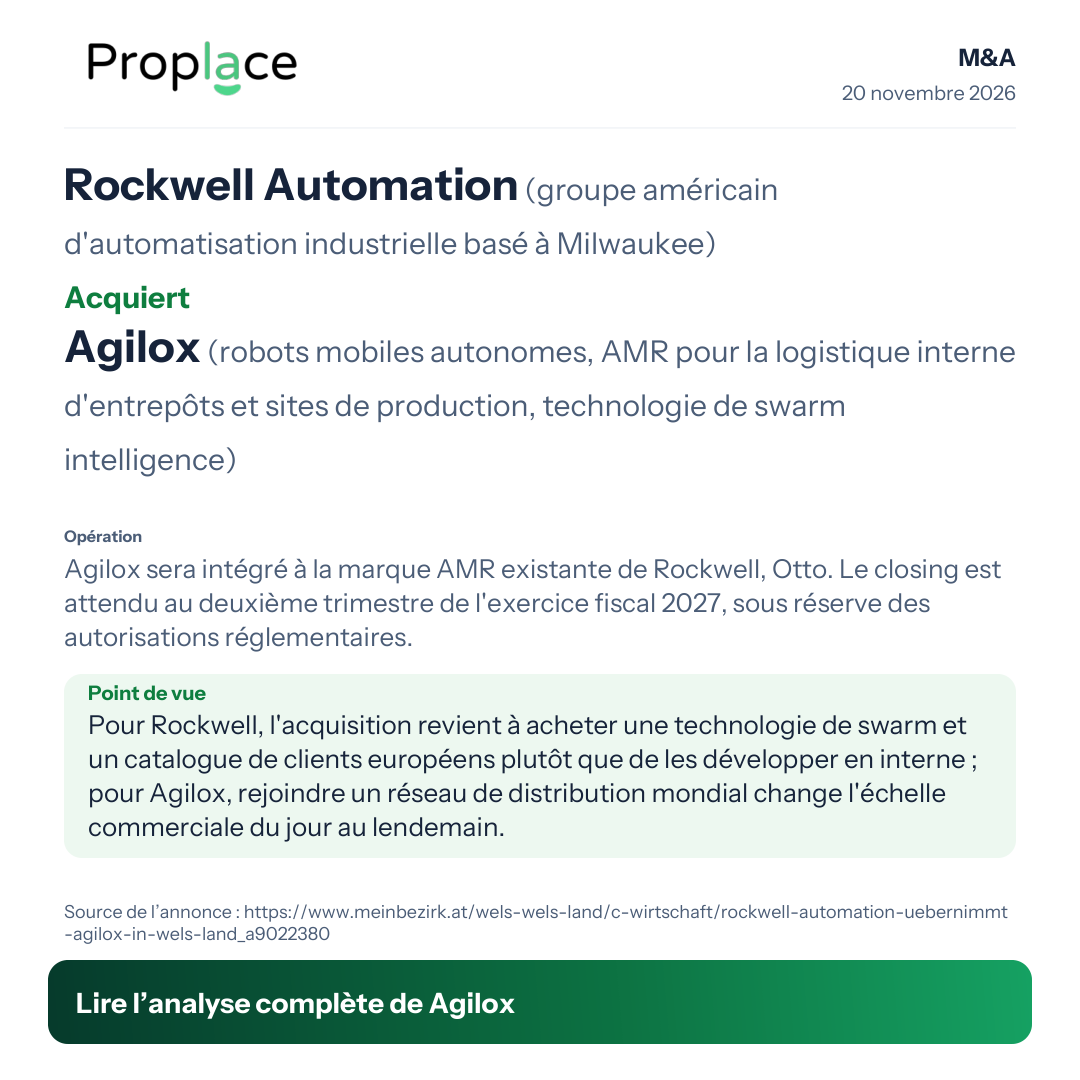 Proplace
M&A
20 novembre 2026
Rockwell Automation (groupe américain
d'automatisation industrielle basé à Milwaukee)
Acquiert
Agilox (robots mobiles autonomes, AMR pour la logistique interne
d'entrepôts et sites de production, technologie de swarm
intelligence)
Opération
Agilox sera intégré à la marque AMR existante de Rockwell, Otto. Le closing est
attendu au deuxième trimestre de l'exercice fiscal 2027, sous réserve des
autorisations réglementaires.
Point de vue
Pour Rockwell, l'acquisition revient à acheter une technologie de swarm et
un catalogue de clients européens plutôt que de les développer en interne ;
pour Agilox, rejoindre un réseau de distribution mondial change l'échelle
commerciale du jour au lendemain.
Source de l’annonce : https://www.meinbezirk.at/wels-wels-land/c-wirtschaft/rockwell-automation-uebernimmt
-agilox-in-wels-land_a9022380
Lire l’analyse complète de Agilox